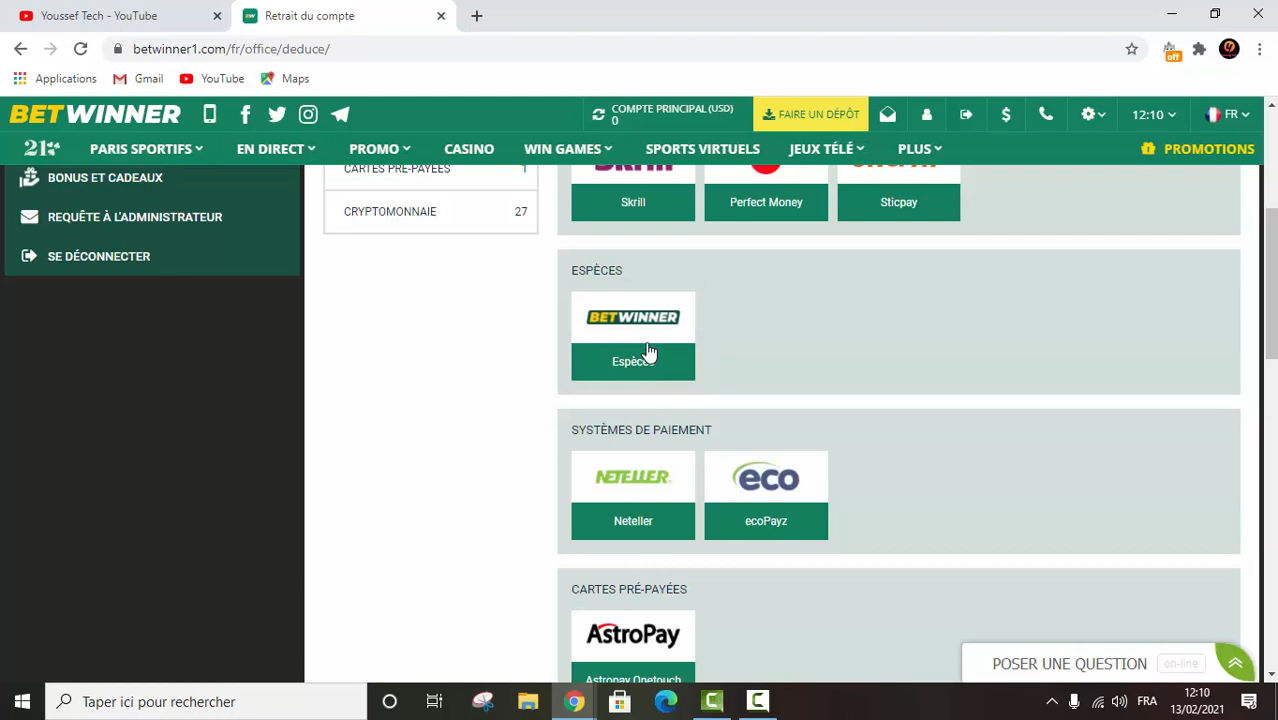 Youssef Tech - YouTube
Retrait du compte
betwinner1.com/fr/office/deduce/
off
Applications
Gmail
YouTube
Maps
BETWINNER
COMPTE PRINCIPAL (USD)
0
FAIRE UN DÉPÔT
12:10
FR
21
PARIS SPORTIFS
EN DIRECT
PROMO
CASINO
WIN GAMES
SPORTS VIRTUELS
JEUX TÉLÉ
PLUS
PROMOTIONS
BONUS ET CADEAUX
REQUÊTE À L'ADMINISTRATEUR
SE DÉCONNECTER
CARTES PRÉ-PAYÉES 1
CRYPTOMONNAIE 27
Skrill
Perfect Money
Sticpay
ESPÈCES
BETWINNER
Espèces
SYSTÈMES DE PAIEMENT
NETELLER
eco
Neteller
ecoPayz
CARTES PRÉ-PAYÉES
AstroPay
Astropay Onetouch
POSER UNE QUESTION
on-line
Taper ici pour rechercher
FRA
12:10
13/02/2021